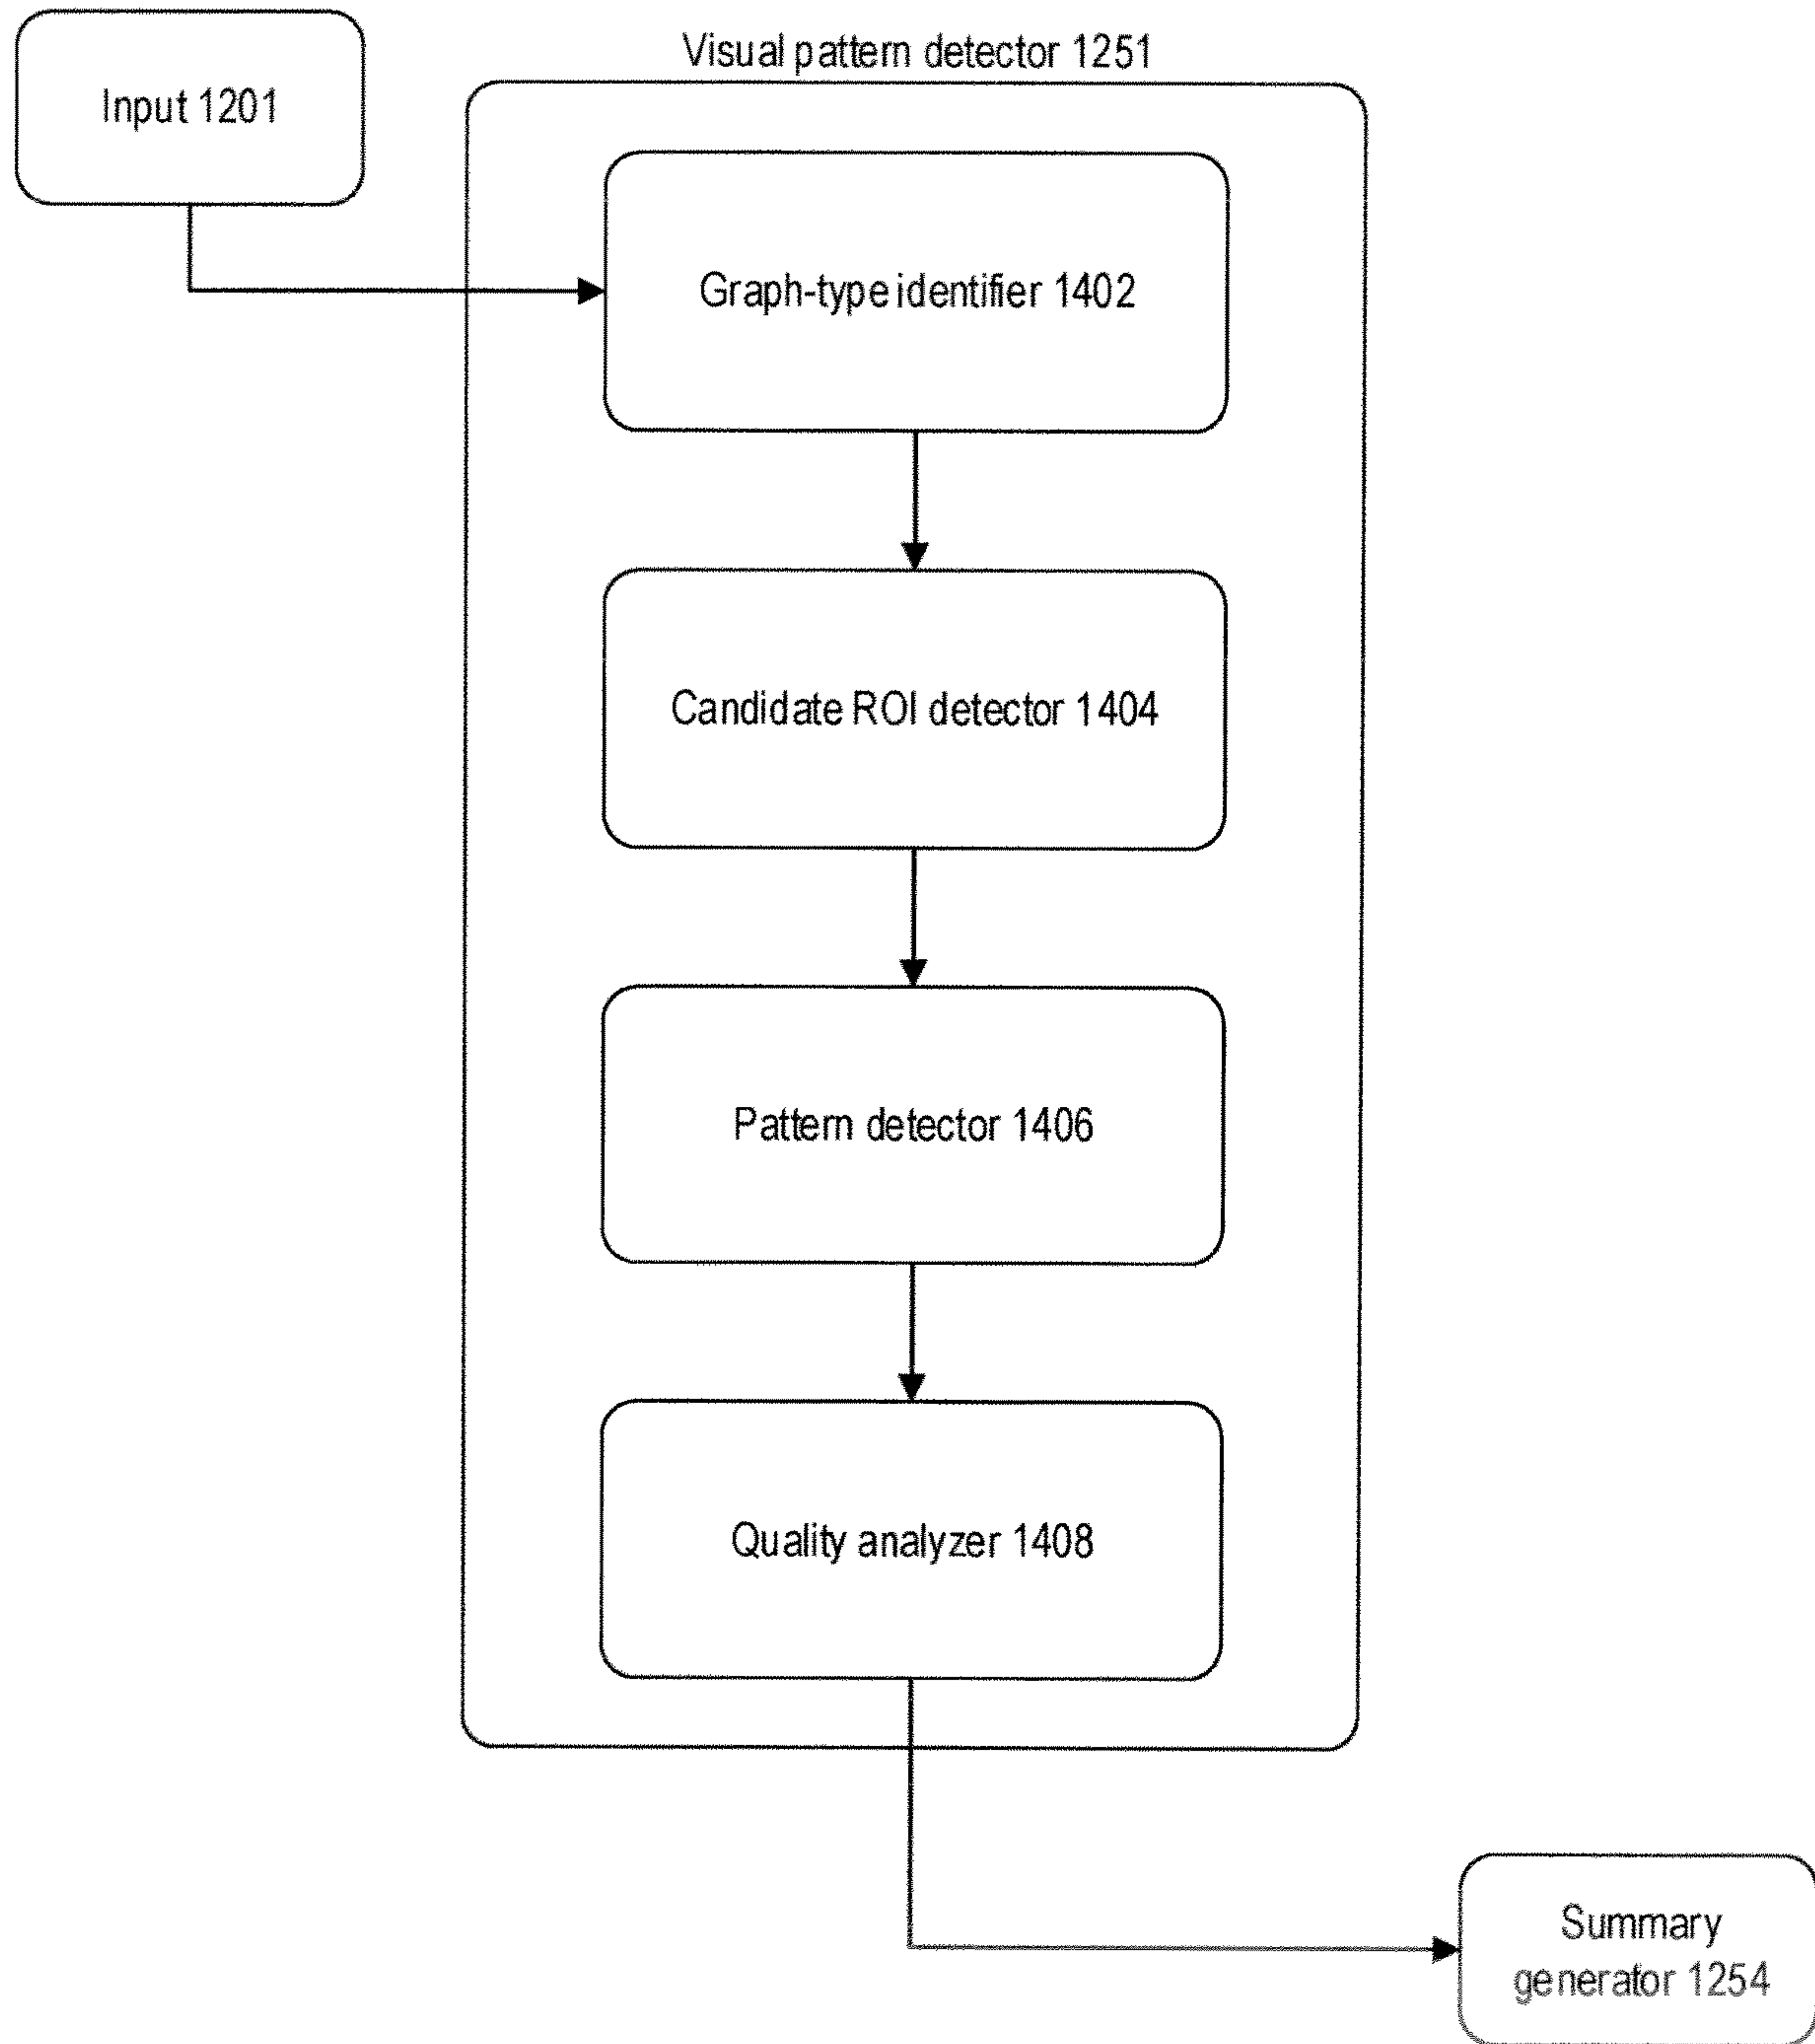 Visual pattern detector 1251
Input 1201
Graph-type identifier 1402
Candidate ROI detector 1404
Pattern detector 1406
Quality analyzer 1408
Summary
generator 1254